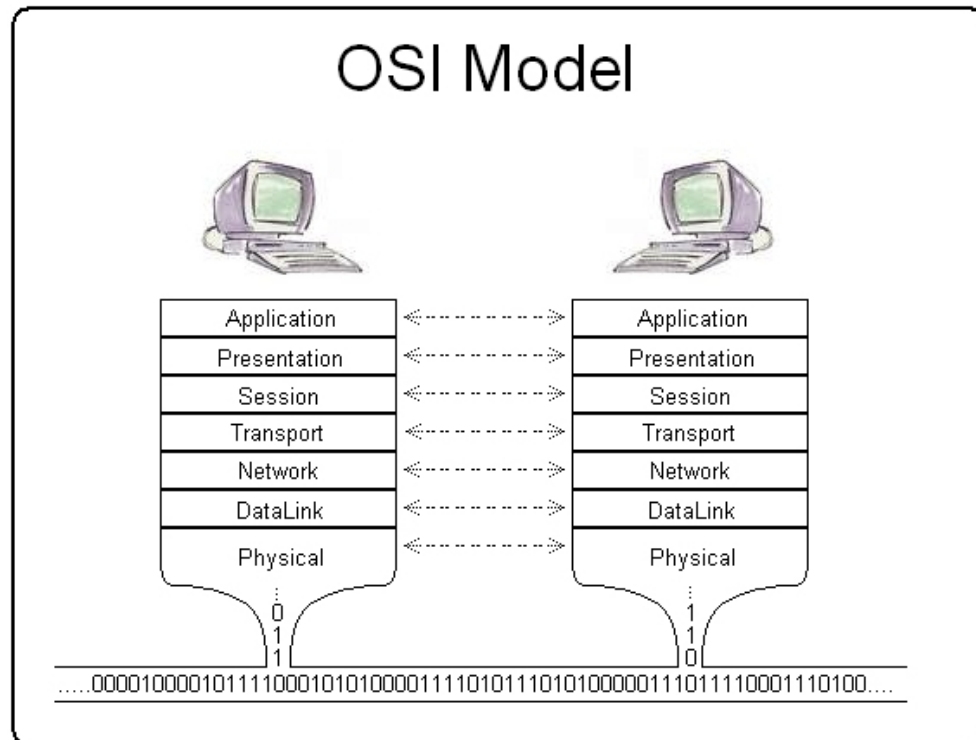 OSI Model
Application
Presentation
Session
Transport
Network
DataLink
Physical
Application
Presentation
Session
Transport
Network
DataLink
Physical
:
0
1
1
:
1
1
0
.....0000100001011110001010100001111010111010100000111011110001110100....